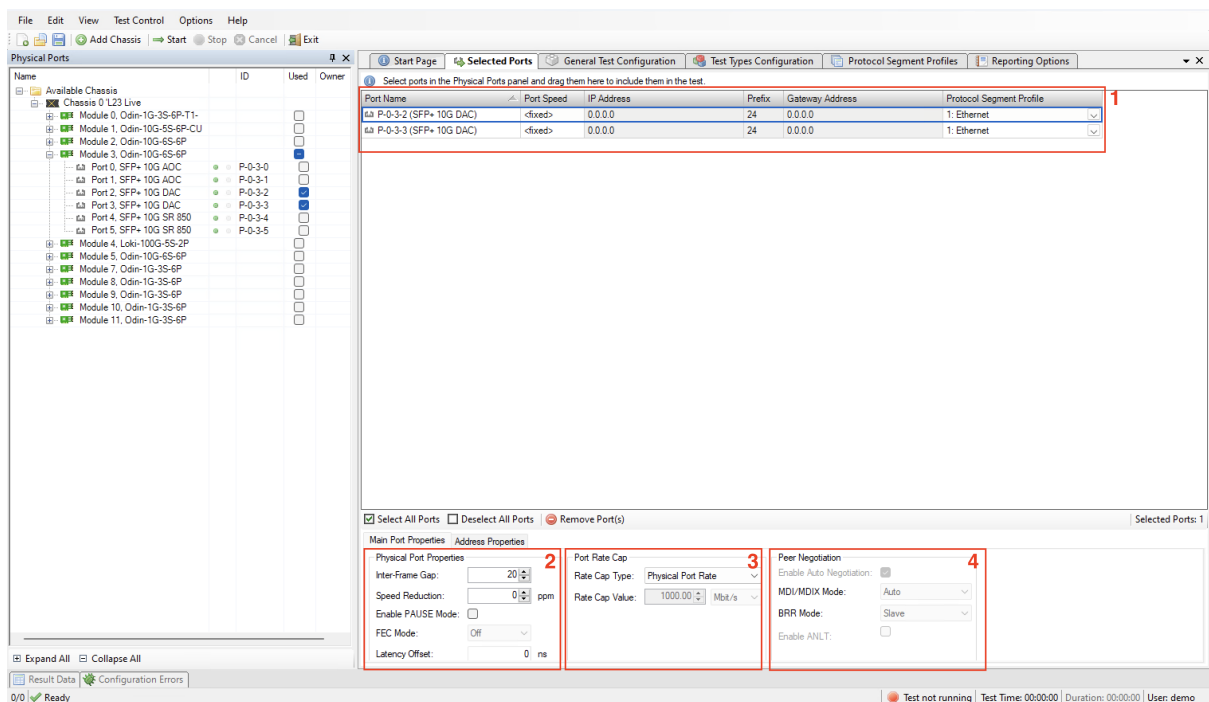 File Edit View Test Control Options Help
Add Chassis Start Stop Cancel Exit
Physical Ports
Name ID Used Owner
Available Chassis
Chassis 0 'L23 Live
Module 0, Odin-1G-3S-6P-T1-
Module 1, Odin-10G-5S-6P-CU
Module 2, Odin-10G-6S-6P
Module 3, Odin-10G-6S-6P
Port 0, SFP+ 10G AOC P-0-3-0
Port 1, SFP+ 10G AOC P-0-3-1
Port 2, SFP+ 10G DAC P-0-3-2
Port 3, SFP+ 10G DAC P-0-3-3
Port 4, SFP+ 10G SR 850 P-0-3-4
Port 5, SFP+ 10G SR 850 P-0-3-5
Module 4, Loki-100G-5S-2P
Module 5, Odin-10G-6S-6P
Module 7, Odin-1G-3S-6P
Module 8, Odin-1G-3S-6P
Module 9, Odin-1G-3S-6P
Module 10, Odin-1G-3S-6P
Module 11, Odin-1G-3S-6P
Expand All Collapse All
Start Page Selected Ports General Test Configuration Test Types Configuration Protocol Segment Profiles Reporting Options
Select ports in the Physical Ports panel and drag them here to include them in the test.
1
Port Name Port Speed IP Address Prefix Gateway Address Protocol Segment Profile
P-0-3-2 (SFP+ 10G DAC) <fixed> 0.0.0.0 24 0.0.0.0 1: Ethernet
P-0-3-3 (SFP+ 10G DAC) <fixed> 0.0.0.0 24 0.0.0.0 1: Ethernet
Select All Ports Deselect All Ports Remove Port(s) Selected Ports: 1
Main Port Properties Address Properties
Physical Port Properties 2
Inter-Frame Gap: 20
Speed Reduction: 0 ppm
Enable PAUSE Mode:
FEC Mode: Off
Latency Offset: 0 ns
Port Rate Cap 3
Rate Cap Type: Physical Port Rate
Rate Cap Value: 1000.00 Mbit/s
Peer Negotiation 4
Enable Auto Negotiation:
MDI/MDIX Mode: Auto
BRR Mode: Slave
Enable ANLT:
Result Data Configuration Errors
0/0 Ready Test not running Test Time: 00:00:00 Duration: 00:00:00 User: demo